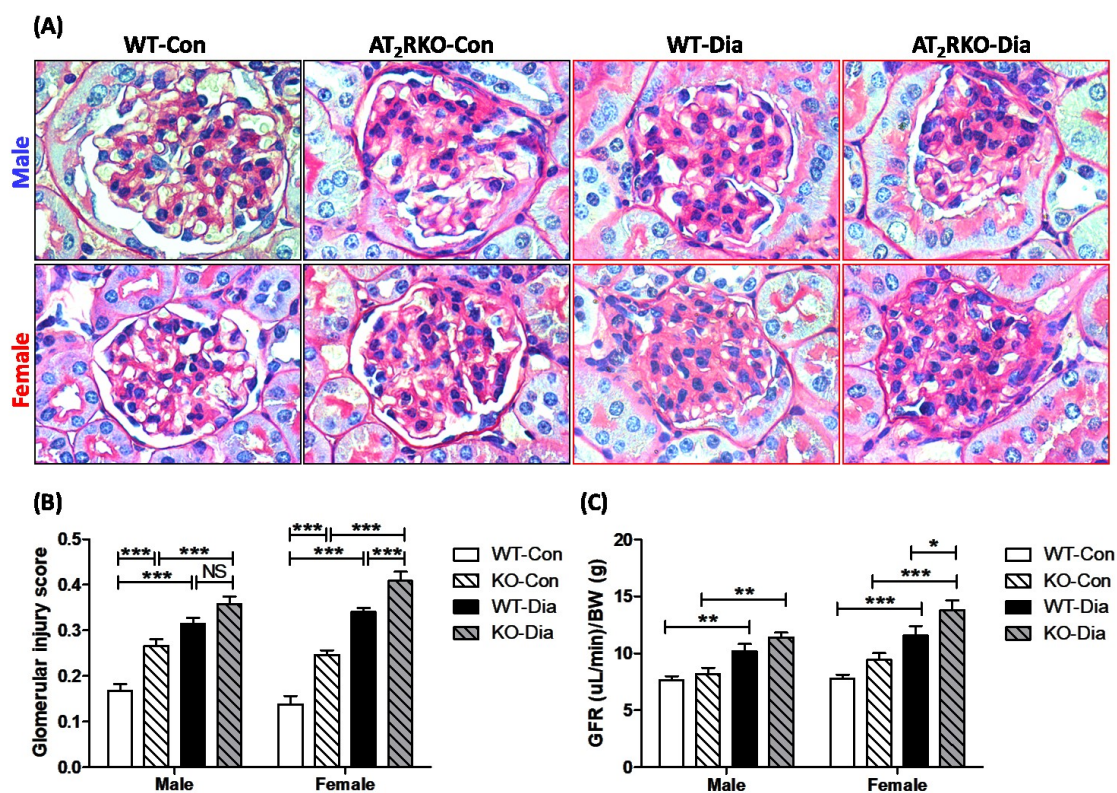 (A)
WT-Con AT₂RKO-Con WT-Dia AT₂RKO-Dia
Male
Female
(B)
Glomerular injury score
0.5
0.4
0.3
0.2
0.1
0.0
*** ***
*** NS
*** ***
*** ***
Male Female
WT-Con
KO-Con
WT-Dia
KO-Dia
(C)
GFR (uL/min)/BW (g)
20
15
10
5
0
**
**
*
***
***
Male Female
WT-Con
KO-Con
WT-Dia
KO-Dia